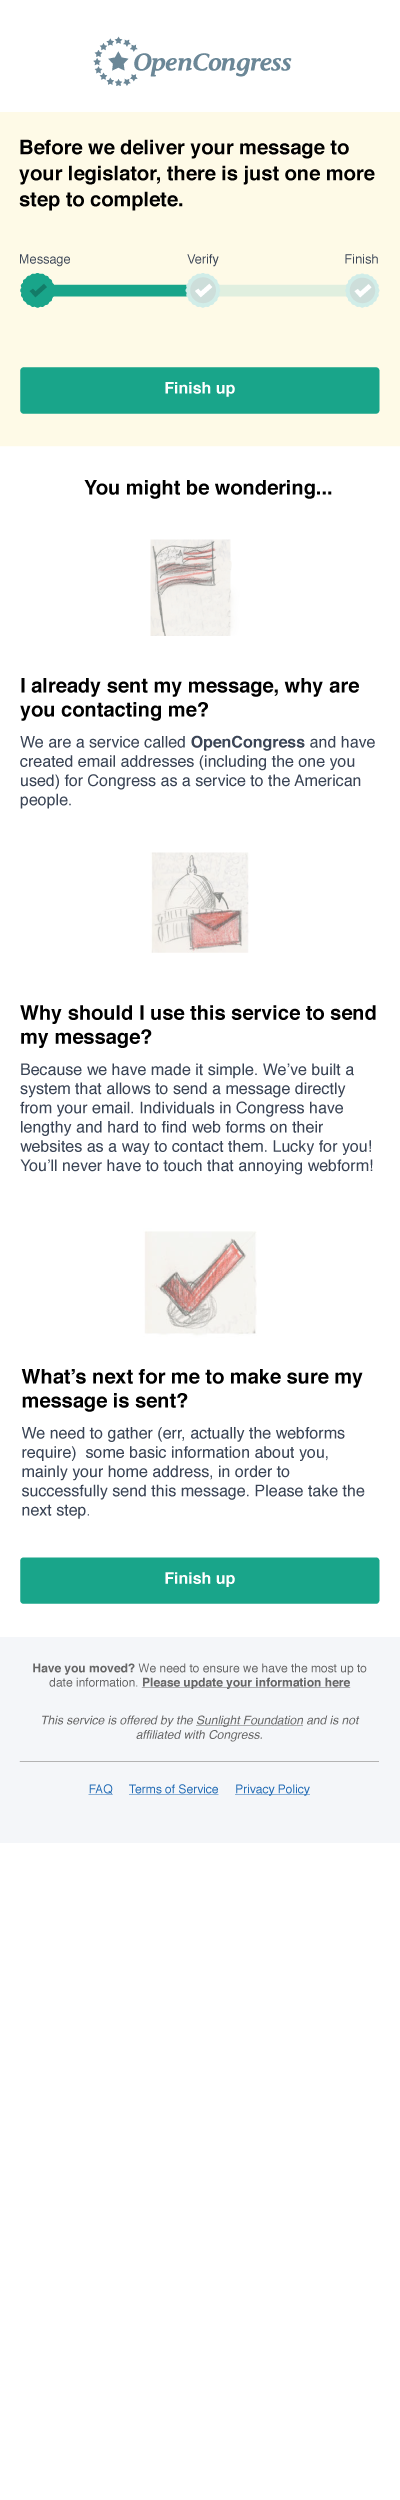 OpenCongress
Before we deliver your message to
your legislator, there is just one more
step to complete.
Message Verify Finish
Finish up
You might be wondering...
I already sent my message, why are
you contacting me?
We are a service called OpenCongress and have
created email addresses (including the one you
used) for Congress as a service to the American
people.
Why should I use this service to send
my message?
Because we have made it simple. We’ve built a
system that allows to send a message directly
from your email. Individuals in Congress have
lengthy and hard to find web forms on their
websites as a way to contact them. Lucky for you!
You’ll never have to touch that annoying webform!
What’s next for me to make sure my
message is sent?
We need to gather (err, actually the webforms
require)  some basic information about you,
mainly your home address, in order to
successfully send this message. Please take the
next step.
Finish up
Have you moved? We need to ensure we have the most up to
date information. Please update your information here
This service is offered by the Sunlight Foundation and is not
affiliated with Congress.
FAQ Terms of Service Privacy Policy